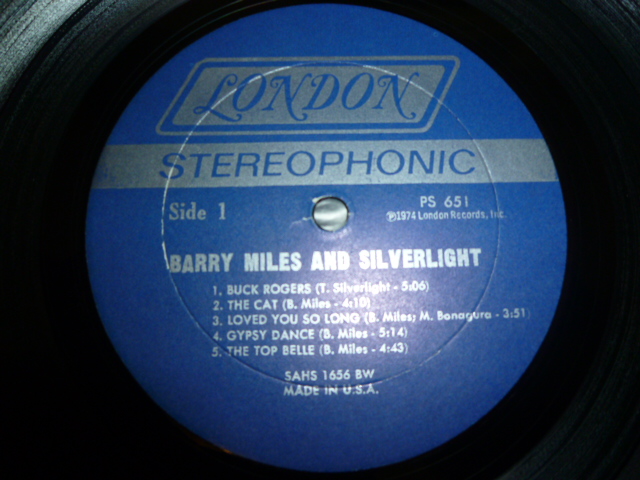 LONDON
STEREOPHONIC
Side 1
PS 651
℗1974 London Records, Inc.
BARRY MILES AND SILVERLIGHT
1. BUCK ROGERS (T. Silverlight - 5:06)
2. THE CAT (B. Miles - 4:10)
3. LOVED YOU SO LONG (B. Miles; M. Bonagura - 3:51)
4. GYPSY DANCE (B. Miles - 5:14)
5. THE TOP BELLE (B. Miles - 4:43)
SAHS 1656 BW
MADE IN U.S.A.